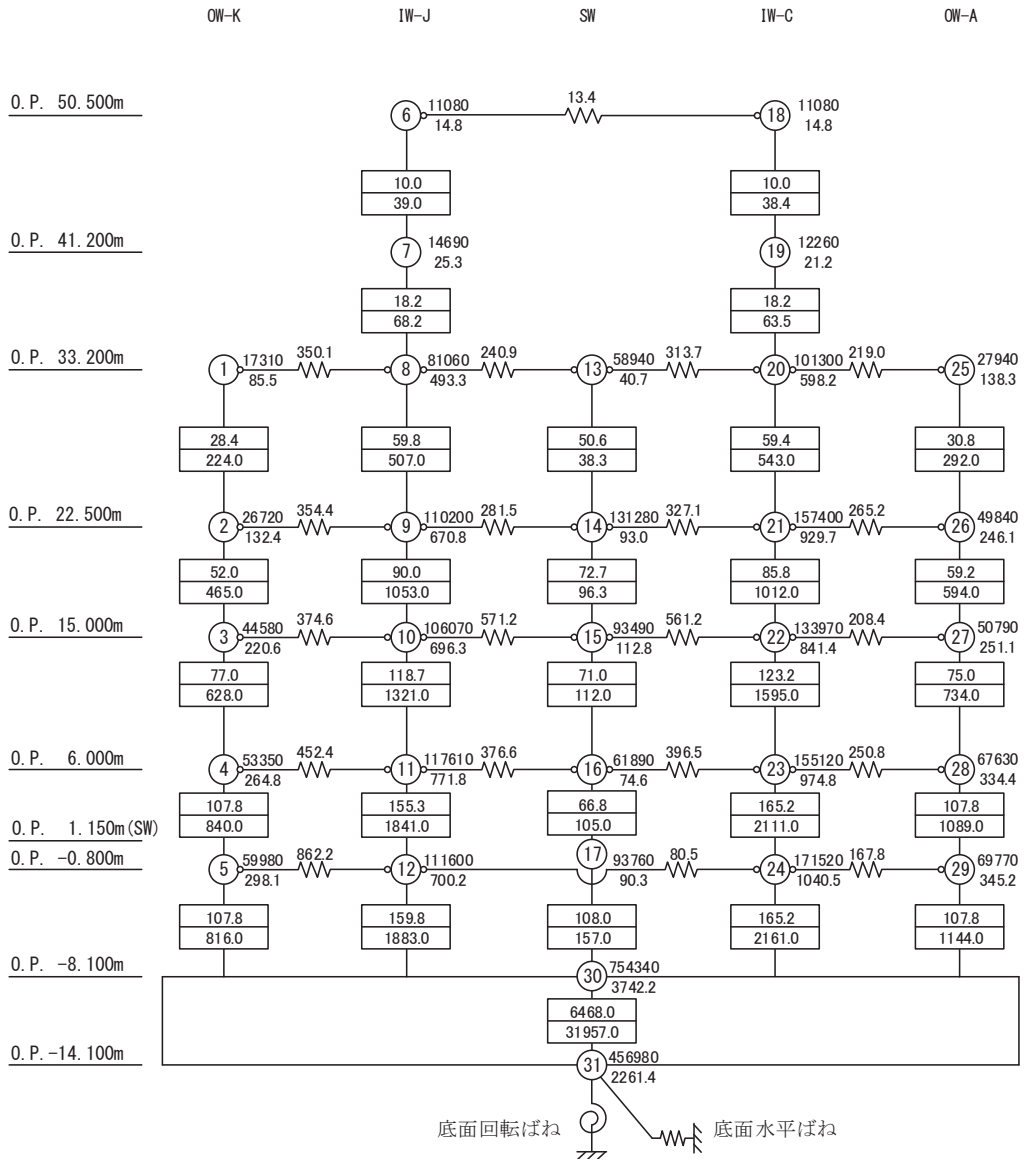 OW-K IW-J SW IW-C OW-A
O.P. 50.500m 6 11080 13.4 18 11080
14.8 14.8
10.0 10.0
39.0 38.4
O.P. 41.200m 7 14690 19 12260
25.3 21.2
18.2 18.2
68.2 63.5
O.P. 33.200m 1 17310 350.1 8 81060 240.9 13 58940 313.7 20 101300 219.0 25 27940
85.5 493.3 40.7 598.2 138.3
28.4 59.8 50.6 59.4 30.8
224.0 507.0 38.3 543.0 292.0
O.P. 22.500m 2 26720 354.4 9 110200 281.5 14 131280 327.1 21 157400 265.2 26 49840
132.4 670.8 93.0 929.7 246.1
52.0 90.0 72.7 85.8 59.2
465.0 1053.0 96.3 1012.0 594.0
O.P. 15.000m 3 44580 374.6 10 106070 571.2 15 93490 561.2 22 133970 208.4 27 50790
220.6 696.3 112.8 841.4 251.1
77.0 118.7 71.0 123.2 75.0
628.0 1321.0 112.0 1595.0 734.0
O.P. 6.000m 4 53350 452.4 11 117610 376.6 16 61890 396.5 23 155120 250.8 28 67630
264.8 771.8 74.6 974.8 334.4
107.8 155.3 66.8 165.2 107.8
840.0 1841.0 105.0 2111.0 1089.0
O.P. 1.150m(SW)
O.P. -0.800m 5 59980 862.2 12 111600 17 93760 80.5 24 171520 167.8 29 69770
298.1 700.2 90.3 1040.5 345.2
107.8 159.8 108.0 165.2 107.8
816.0 1883.0 157.0 2161.0 1144.0
O.P. -8.100m 30 754340
3742.2
6468.0
31957.0
O.P.-14.100m 31 456980
2261.4
底面回転ばね 底面水平ばね